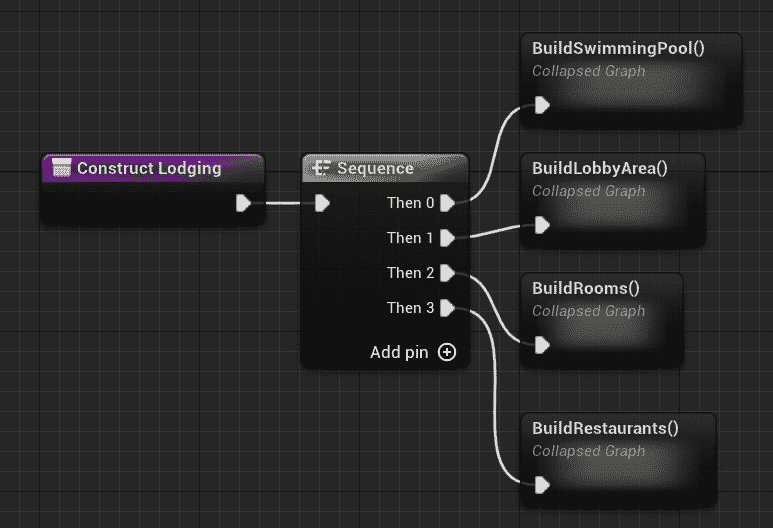 Construct Lodging
Sequence
Then 0
Then 1
Then 2
Then 3
Add pin
BuildSwimmingPool()
Collapsed Graph
BuildLobbyArea()
Collapsed Graph
BuildRooms()
Collapsed Graph
BuildRestaurants()
Collapsed Graph